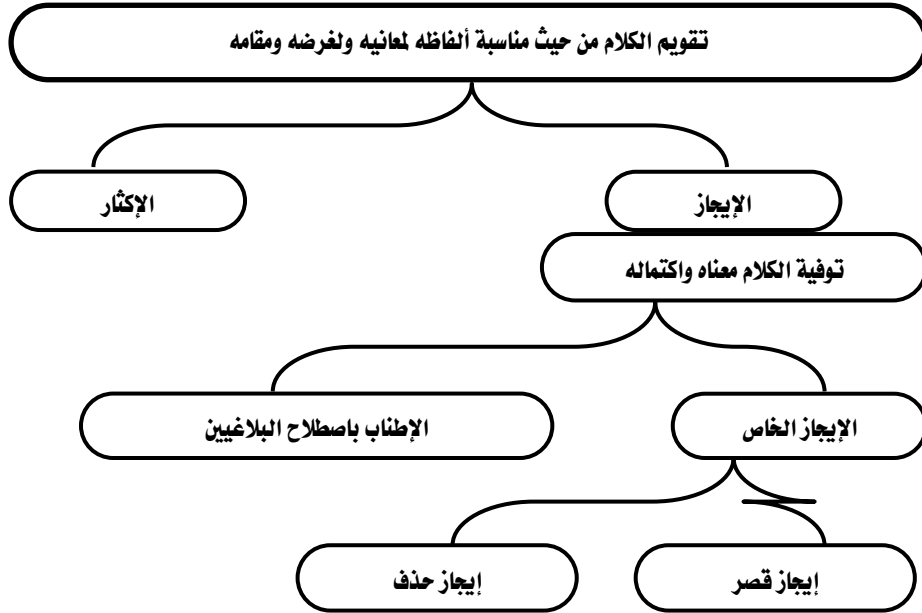 تقويم الكلام من حيث مناسبة ألفاظه لمعانيه ولغرضه ومقامه
الإيجاز
الإكثار
توفية الكلام معناه واكتماله
الإيجاز الخاص
الإطناب باصطلاح البلاغيين
إيجاز قصر
إيجاز حذف